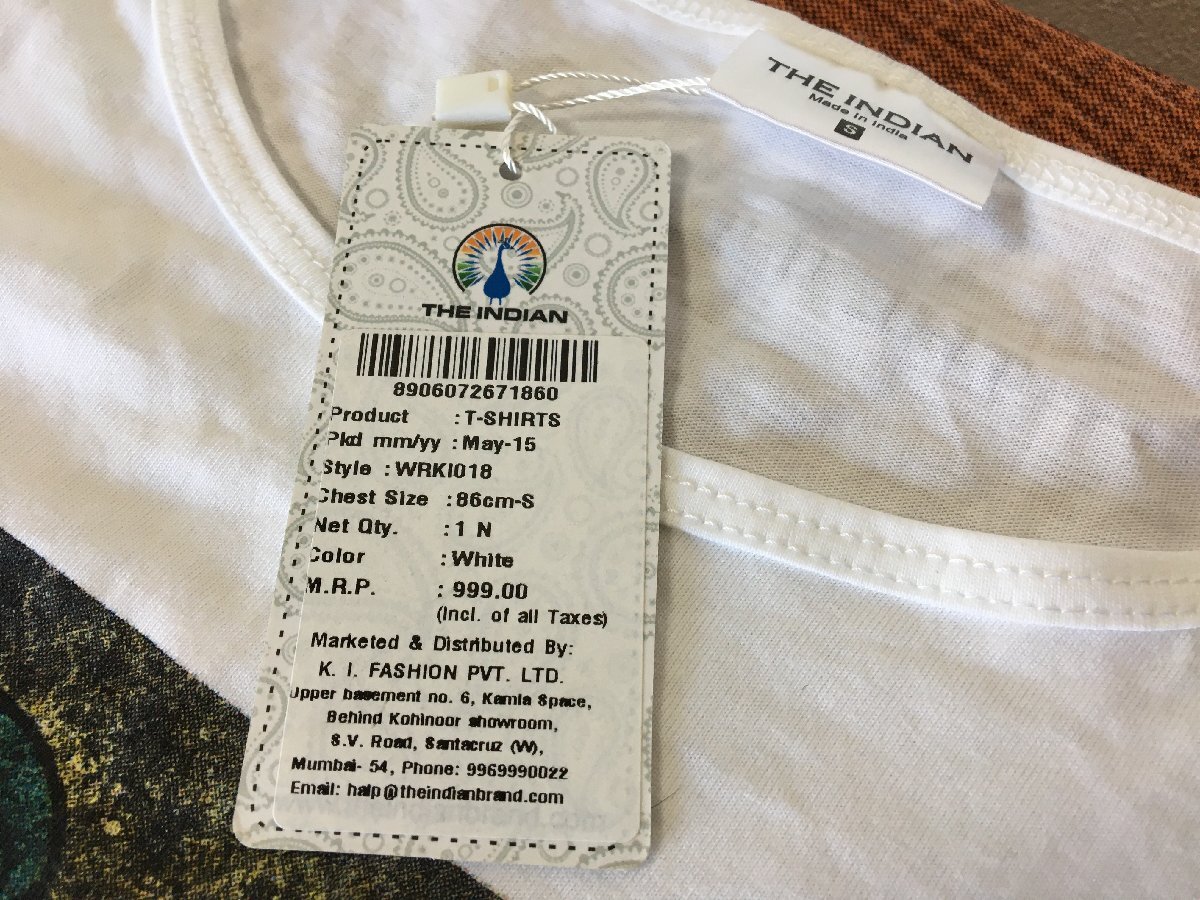 THE INDIAN
Made in India
S
THE INDIAN
8906072671860
Product : T-SHIRTS
Pkd mm/yy : May-15
Style : WRKI018
Chest Size : 86cm-S
Net Qty. : 1 N
Color : White
M.R.P. : 999.00
(Incl. of all Taxes)
Marketed & Distributed By:
K. I. FASHION PVT. LTD.
Upper basement no. 6, Kamla Space,
Behind Kohinoor showroom,
S.V. Road, Santacruz (W),
Mumbai- 54, Phone: 9969990022
Email: halp@theindianbrand.com